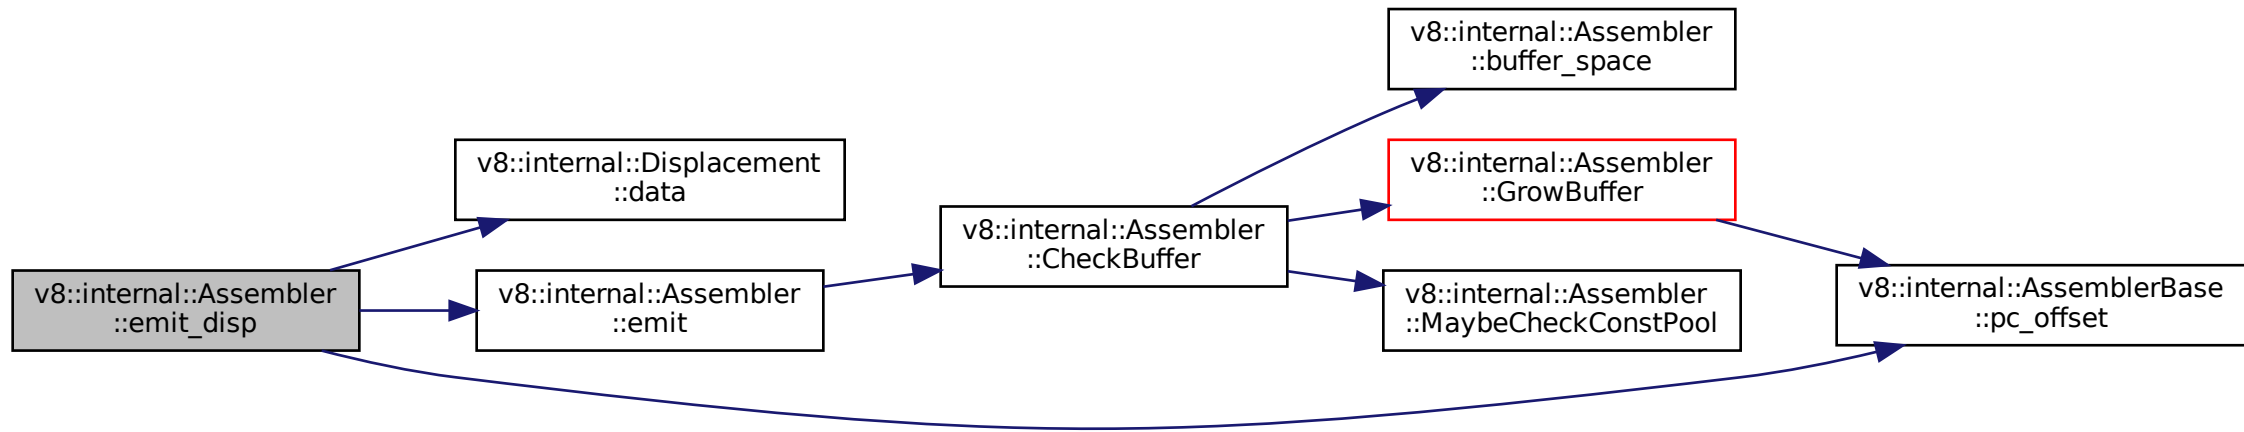 v8::internal::Assembler
::emit_disp
v8::internal::Displacement
::data
v8::internal::Assembler
::emit
v8::internal::Assembler
::CheckBuffer
v8::internal::Assembler
::buffer_space
v8::internal::Assembler
::GrowBuffer
v8::internal::Assembler
::MaybeCheckConstPool
v8::internal::AssemblerBase
::pc_offset